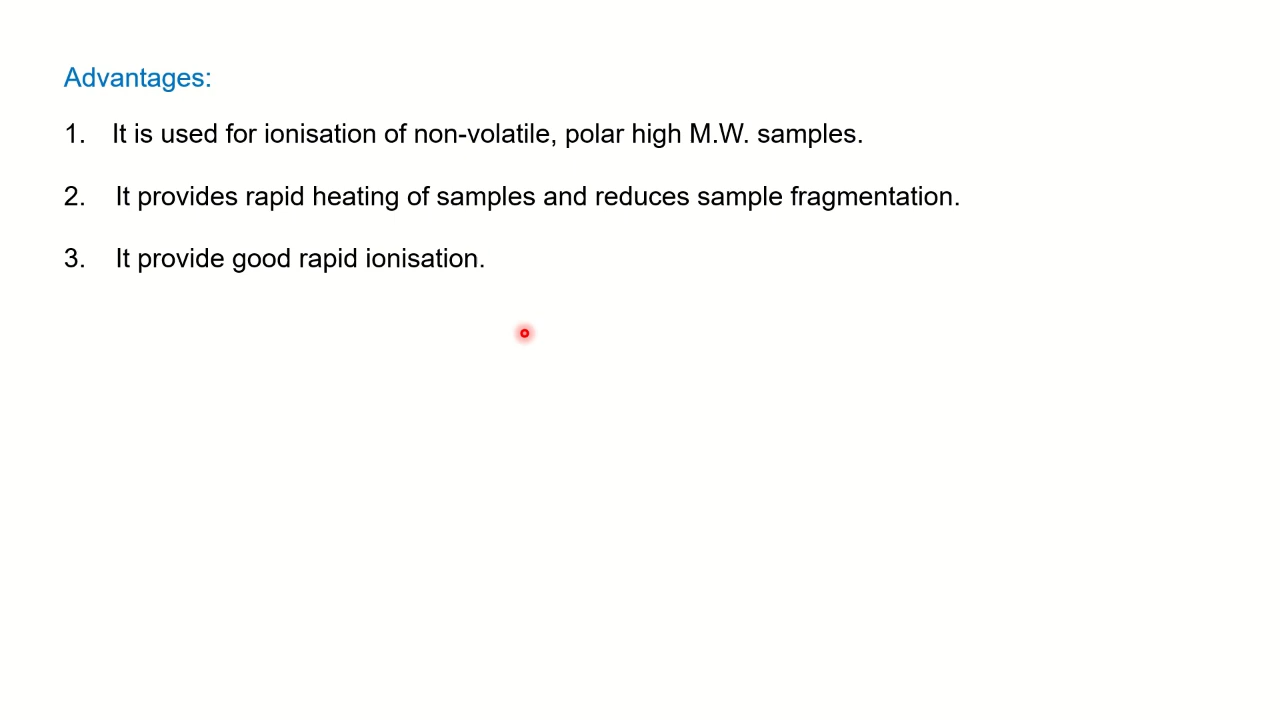 Advantages:
1. It is used for ionisation of non-volatile, polar high M.W. samples.
2. It provides rapid heating of samples and reduces sample fragmentation.
3. It provide good rapid ionisation.